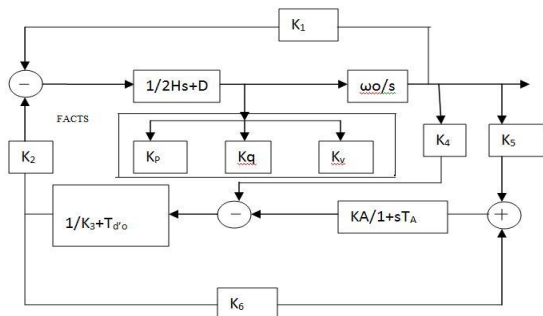 K1
−
1/2Hs+D
ωo/s
FACTS
K2
KP
Kq
Kv
K4
K5
1/K3+Td'o
−
KA/1+sTA
+
K6